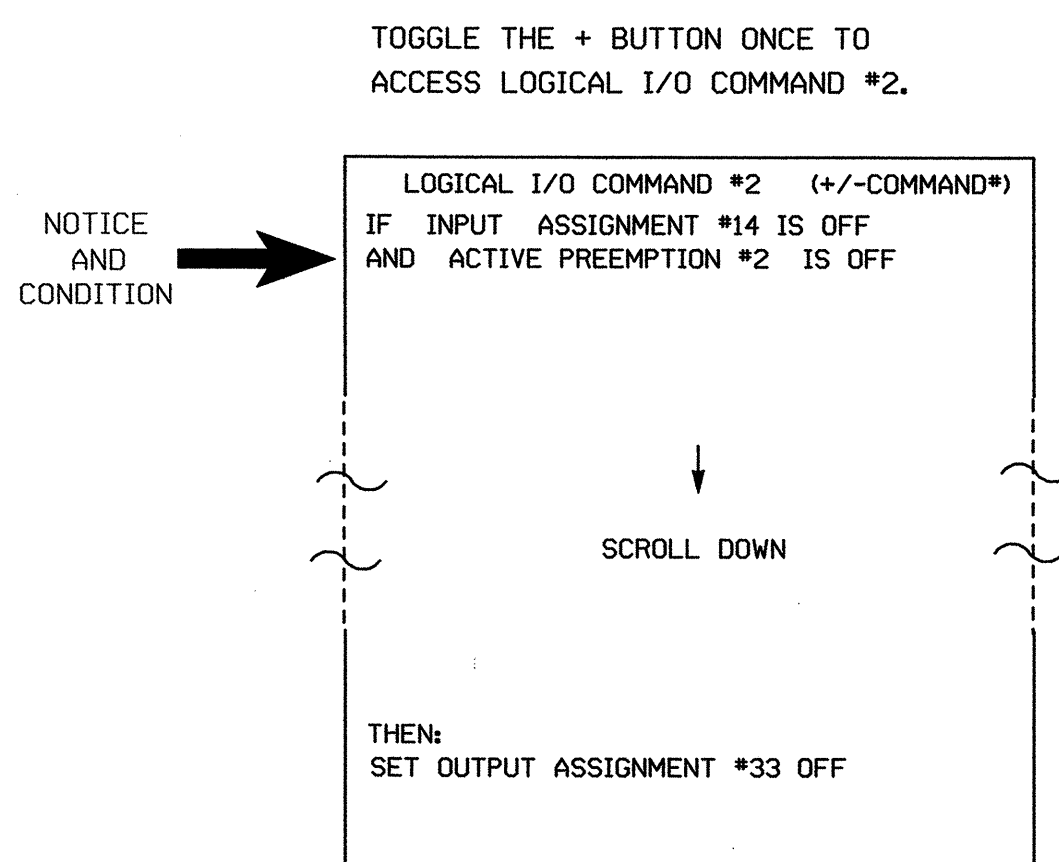 TOGGLE THE + BUTTON ONCE TO
ACCESS LOGICAL I/O COMMAND #2.
LOGICAL I/O COMMAND #2 (+/-COMMAND#)
IF INPUT ASSIGNMENT #14 IS OFF
AND ACTIVE PREEMPTION #2 IS OFF
NOTICE
AND
CONDITION
SCROLL DOWN
THEN:
SET OUTPUT ASSIGNMENT #33 OFF